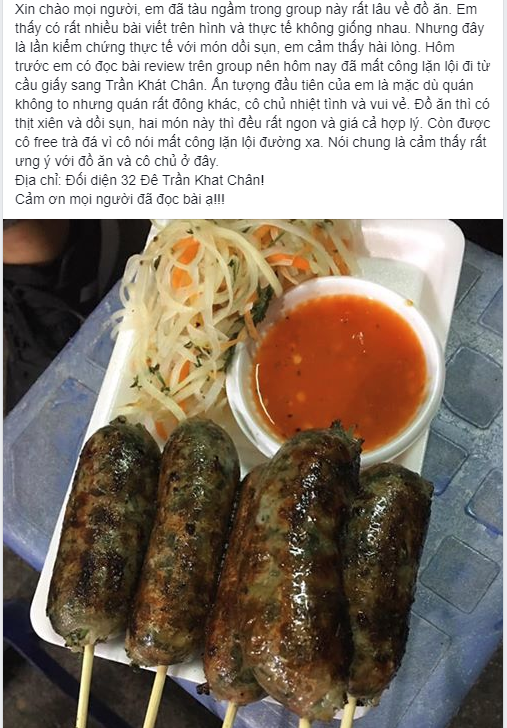 Xin chào mọi người, em đã tàu ngầm trong group này rất lâu về đồ ăn. Em
thấy có rất nhiều bài viết trên hình và thực tế không giống nhau. Nhưng đây
là lần kiểm chứng thực tế với món dồi sụn, em cảm thấy hài lòng. Hôm
trước em có đọc bài review trên group nên hôm nay đã mất công lặn lội đi từ
cầu giấy sang Trần Khát Chân. Ấn tượng đầu tiên của em là mặc dù quán
không to nhưng quán rất đông khác, cô chủ nhiệt tình và vui vẻ. Đồ ăn thì có
thịt xiên và dồi sụn, hai món này thì đều rất ngon và giá cả hợp lý. Còn được
cô free trà đá vì cô nói mất công lặn lội đường xa. Nói chung là cảm thấy rất
ưng ý với đồ ăn và cô chủ ở đây.
Địa chỉ: Đối diện 32 Đê Trần Khat Chân!
Cảm ơn mọi người đã đọc bài ạ!!!